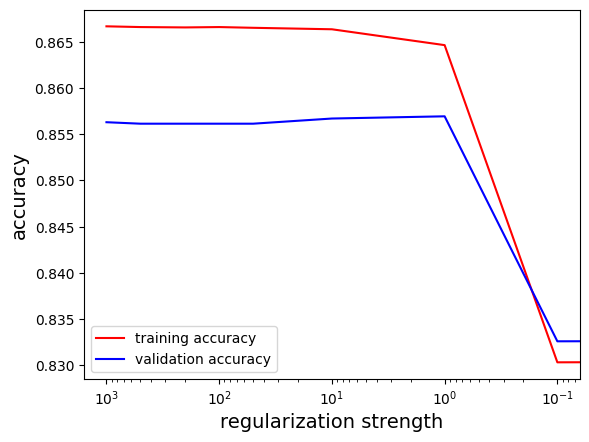 0.865
0.860
0.855
0.850
0.845
0.840
0.835
0.830
accuracy
training accuracy
validation accuracy
10³ 10² 10¹ 10⁰ 10⁻¹
regularization strength